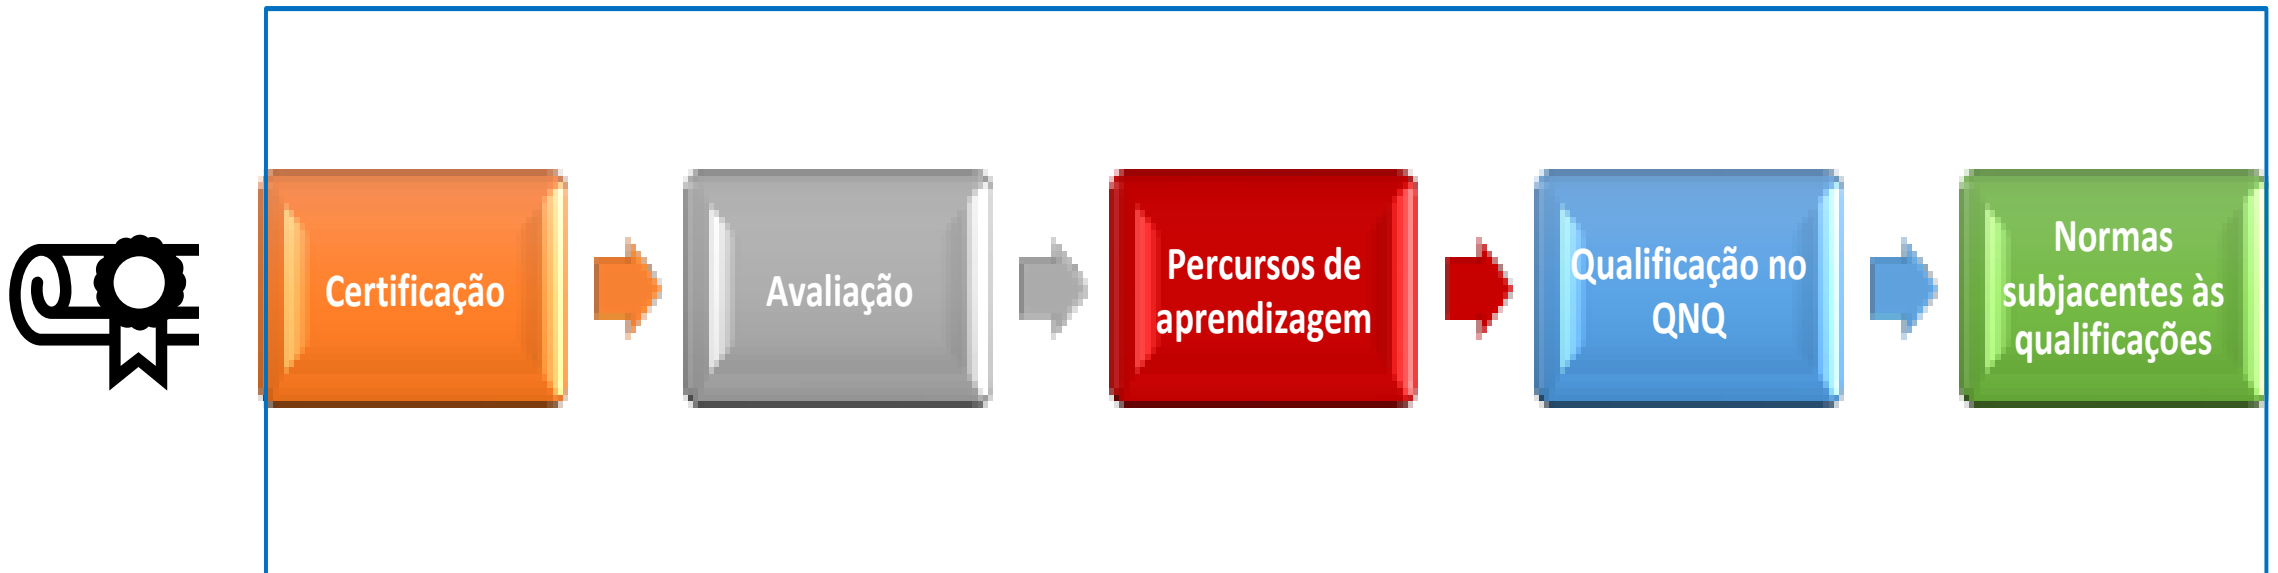 Certificação
Avaliação
Percursos de
aprendizagem
Qualificação no
QNQ
Normas
subjacentes às
qualificações